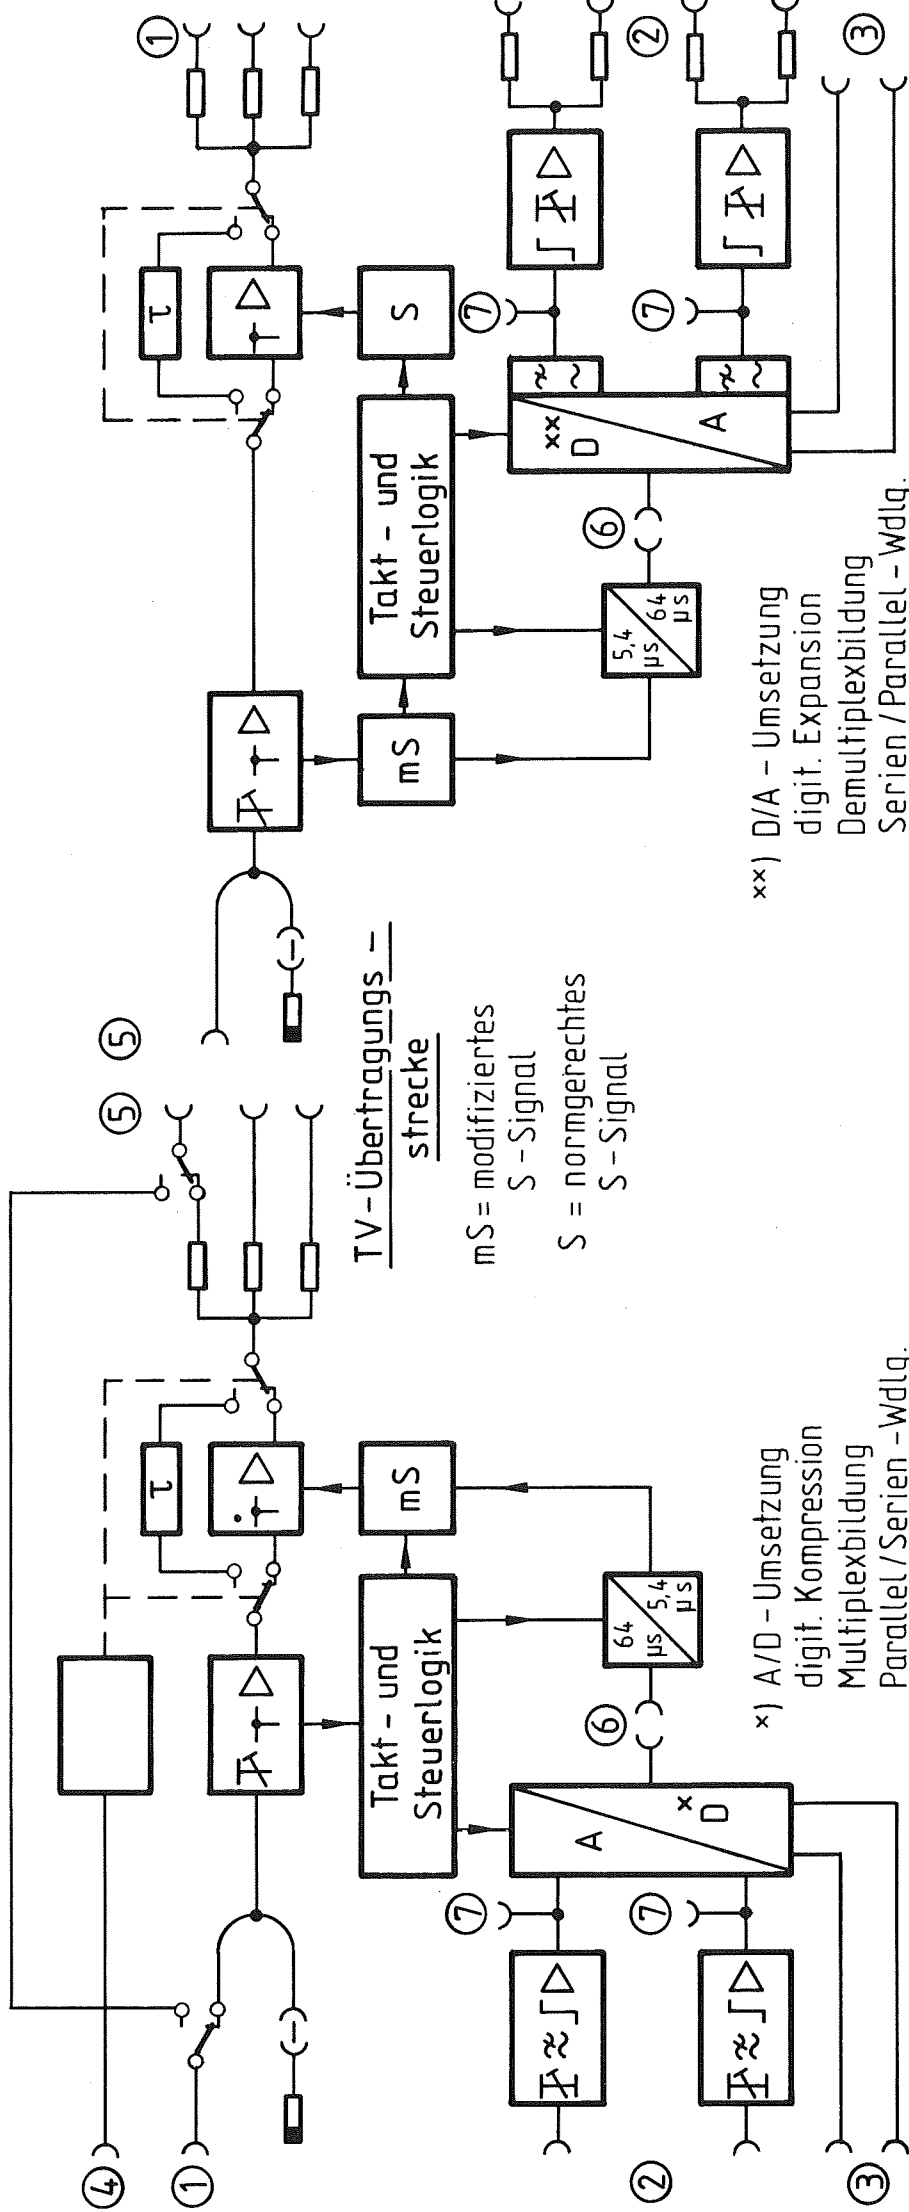 ④
①
②
③
⑦
⑦
Takt - und
Steuerlogik
A
x
D
⑥
64
µs
5,4
µs
mS
τ
x) A/D - Umsetzung
digit. Kompression
Multiplexbildung
Parallel / Serien - Wdlg.
⑤
⑤
TV - Übertragungs -
strecke
mS = modifiziertes
S - Signal
S = normgerechtes
S - Signal
mS
Takt - und
Steuerlogik
S
τ
5,4
µs
64
µs
⑥
xx
D
A
⑦
⑦
①
②
③
xx) D/A - Umsetzung
digit. Expansion
Demultiplexbildung
Serien / Parallel - Wdlg.